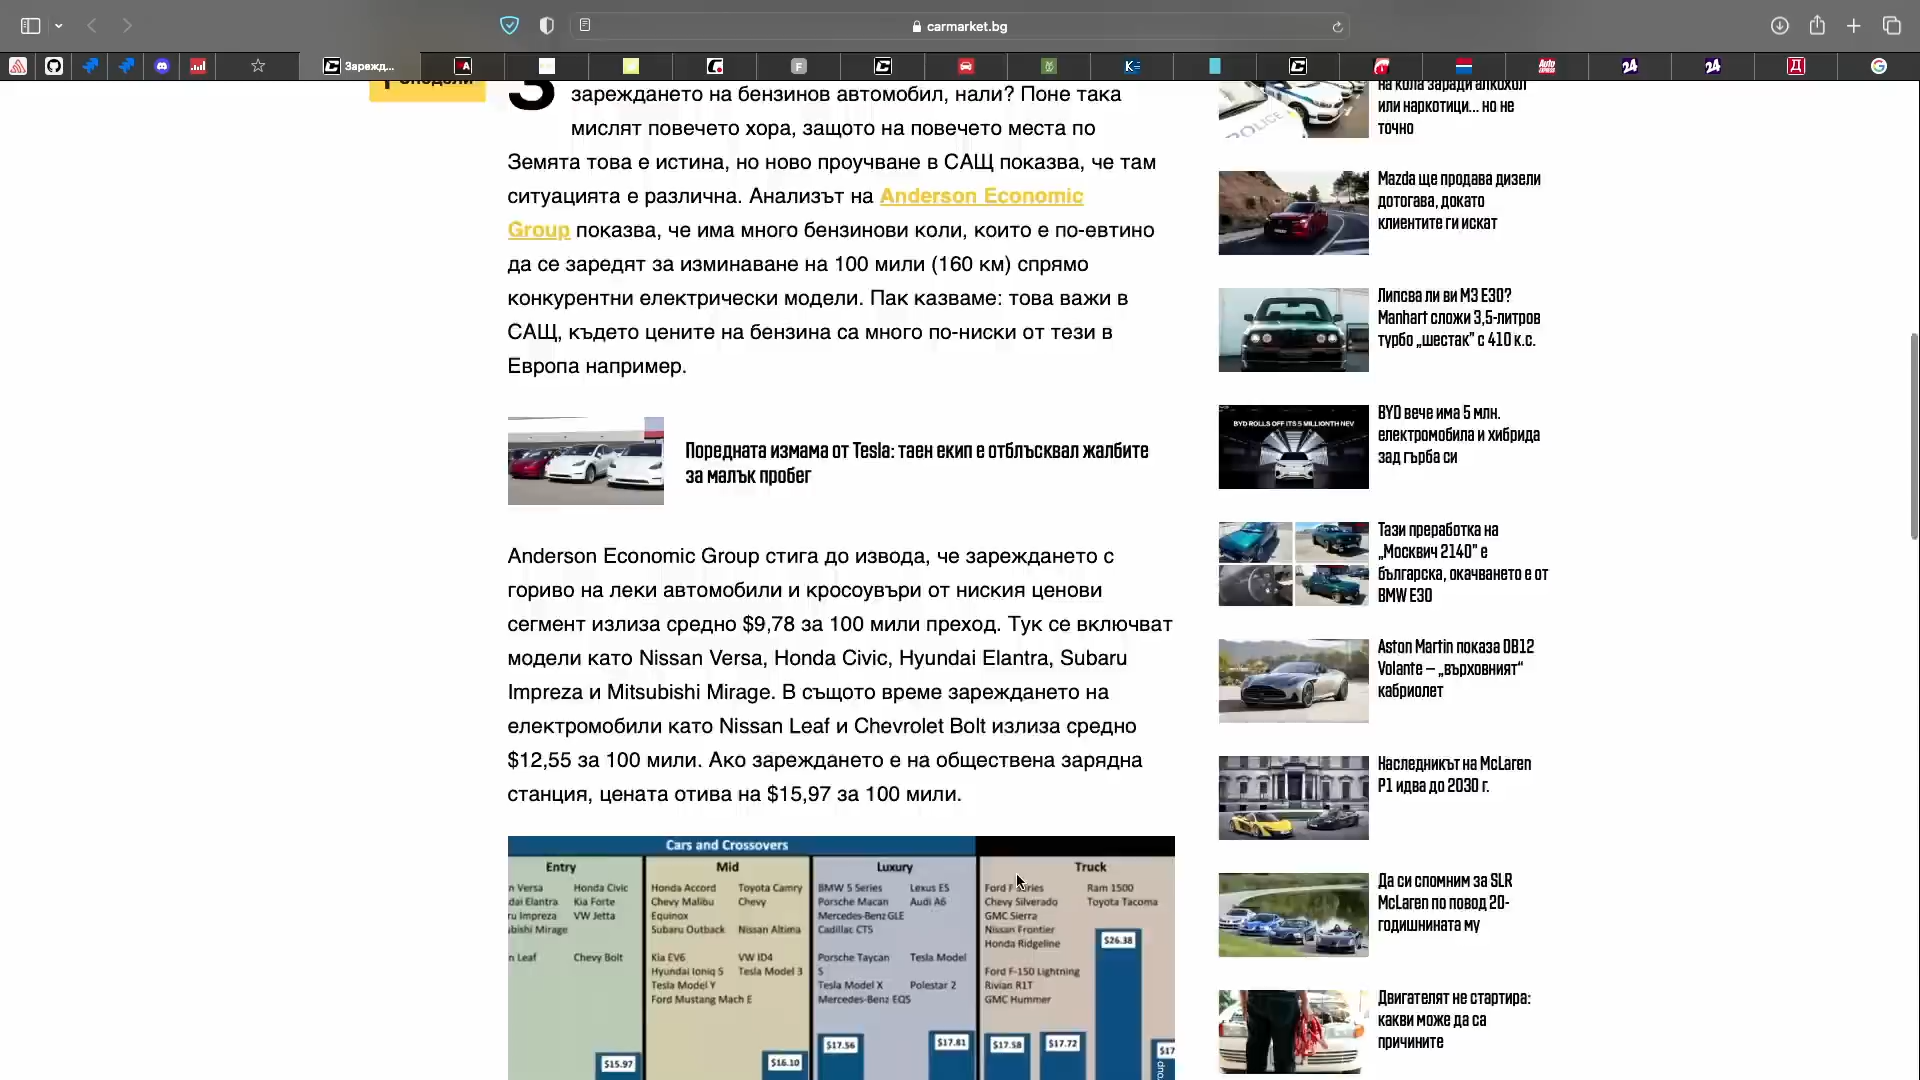 carmarket.bg
Зарежд...
Сподели
З
зареждането на бензинов автомобил, нали? Поне така
мислят повечето хора, защото на повечето места по
Земята това е истина, но ново проучване в САЩ показва, че там
ситуацията е различна. Анализът на Anderson Economic
Group показва, че има много бензинови коли, които е по-евтино
да се заредят за изминаване на 100 мили (160 км) спрямо
конкурентни електрически модели. Пак казваме: това важи в
САЩ, където цените на бензина са много по-ниски от тези в
Европа например.
Поредната измама от Tesla: таен екип е отблъсквал жалбите
за малък пробег
Anderson Economic Group стига до извода, че зареждането с
гориво на леки автомобили и кросоувъри от ниския ценови
сегмент излиза средно $9,78 за 100 мили преход. Тук се включват
модели като Nissan Versa, Honda Civic, Hyundai Elantra, Subaru
Impreza и Mitsubishi Mirage. В същото време зареждането на
електромобили като Nissan Leaf и Chevrolet Bolt излиза средно
$12,55 за 100 мили. Ако зареждането е на обществена зарядна
станция, цената отива на $15,97 за 100 мили.
Cars and Crossovers
Entry
n Versa Honda Civic
dai Elantra Kia Forte
ru Impreza VW Jetta
ubishi Mirage
n Leaf Chevy Bolt
$15.97
Mid
Honda Accord Toyota Camry
Chevy Malibu Chevy
Equinox
Subaru Outback Nissan Altima
Kia EV6 VW ID4
Hyundai Ioniq 5 Tesla Model 3
Tesla Model Y
Ford Mustang Mach E
$16.10
Luxury
BMW 5 Series Lexus ES
Porsche Macan Audi A6
Mercedes-Benz GLE
Cadillac CT5
Porsche Taycan Tesla Model
S
Tesla Model X Polestar 2
Mercedes-Benz EQS
$17.56
$17.81
Truck
Ford F ries Ram 1500
Chevy Silverado Toyota Tacoma
GMC Sierra
Nissan Frontier
Honda Ridgeline
Ford F-150 Lightning
Rivian R1T
GMC Hummer
$26.38
$17.58
$17.72
$17
oup
на кола заради алкохол
или наркотици... но не
точно
POLICE
Mazda ще продава дизели
дотогава, докато
клиентите ги искат
Липсва ли ви M3 E30?
Manhart сложи 3,5-литров
турбо „шестак“ с 410 к.с.
BYD ROLLS OFF ITS 5 MILLIONTH NEV
BYD вече има 5 млн.
електромобила и хибрида
зад гърба си
Тази преработка на
„Москвич 2140“ е
българска, окачването е от
BMW E30
Aston Martin показа DB12
Volante – „върховният“
кабриолет
Наследникът на McLaren
P1 идва до 2030 г.
Да си спомним за SLR
McLaren по повод 20-
годишнината му
Двигателят не стартира:
какви може да са
причините